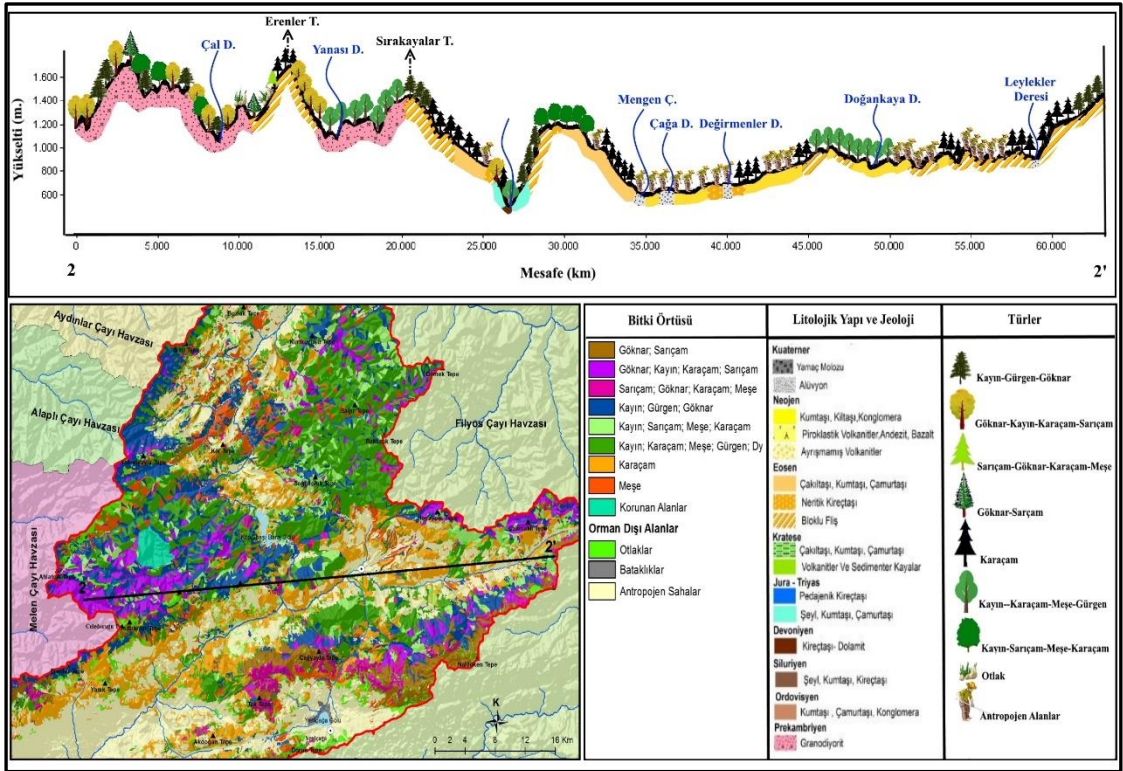 Erenler T.
Çal D.
Yanası D.
Sırakayalar T.
Mengen Ç.
Çağa D.
Değirmenler D.
Doğankaya D.
Leylekler
Deresi
Yükselti (m.)
1.600
1.400
1.200
1.000
800
600
0
5.000
10.000
15.000
20.000
25.000
30.000
35.000
40.000
45.000
50.000
55.000
60.000
2
Mesafe (km)
2'
Aydınlar Çayı Havzası
Alaplı Çayı Havzası
Melen Çayı Havzası
Filyos Çayı Havzası
2
2'
K
0 2 4 8 12 16 Km
Bitki Örtüsü
Göknar; Sarıçam
Göknar; Kayın; Karaçam; Sarıçam
Sarıçam; Göknar; Karaçam; Meşe
Kayın; Gürgen; Göknar
Kayın; Sarıçam; Meşe; Karaçam
Kayın; Karaçam; Meşe; Gürgen; Dy
Karaçam
Meşe
Korunan Alanlar
Orman Dışı Alanlar
Otlaklar
Bataklıklar
Antropojen Sahalar
Litolojik Yapı ve Jeoloji
Kuaterner
Yamaç Molozu
Alüvyon
Neojen
Kumtaşı, Kiltaşı,Konglomera
Piroklastik Volkanitler,Andezit, Bazalt
Ayrışmamış Volkanitler
Eosen
Çakıltaşı, Kumtaşı, Çamurtaşı
Neritik Kireçtaşı
Bloklu Fliş
Kratese
Çakıltaşı, Kumtaşı, Çamurtaşı
Volkanitler Ve Sedimenter Kayalar
Jura - Triyas
Pedajenik Kireçtaşı
Şeyl, Kumtaşı, Çamurtaşı
Devoniyen
Kireçtaşı- Dolamit
Siluriyen
Şeyl, Kumtaşı, Kireçtaşı
Ordovisyen
Kumtaşı , Çamurtaşı, Konglomera
Prekambriyen
Granodiyorit
Türler
Kayın-Gürgen-Göknar
Göknar-Kayın-Karaçam-Sarıçam
Sarıçam-Göknar-Karaçam-Meşe
Göknar-Sarçam
Karaçam
Kayın--Karaçam-Meşe-Gürgen
Kayın-Sarıçam-Meşe-Karaçam
Otlak
Antropojen Alanlar